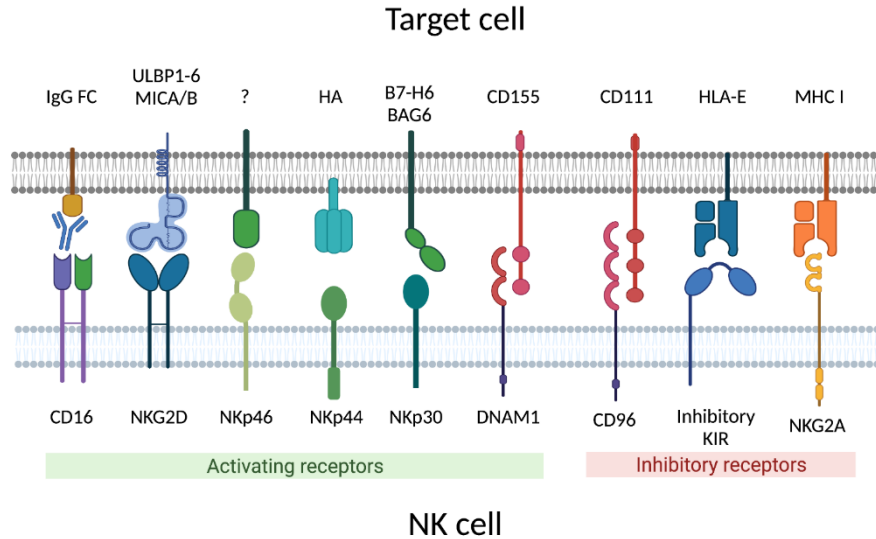 Target cell
IgG FC
ULBP1-6
MICA/B
?
HA
B7-H6
BAG6
CD155
CD111
HLA-E
MHC I
CD16
NKG2D
NKp46
NKp44
NKp30
DNAM1
CD96
Inhibitory
KIR
NKG2A
Activating receptors
Inhibitory receptors
NK cell